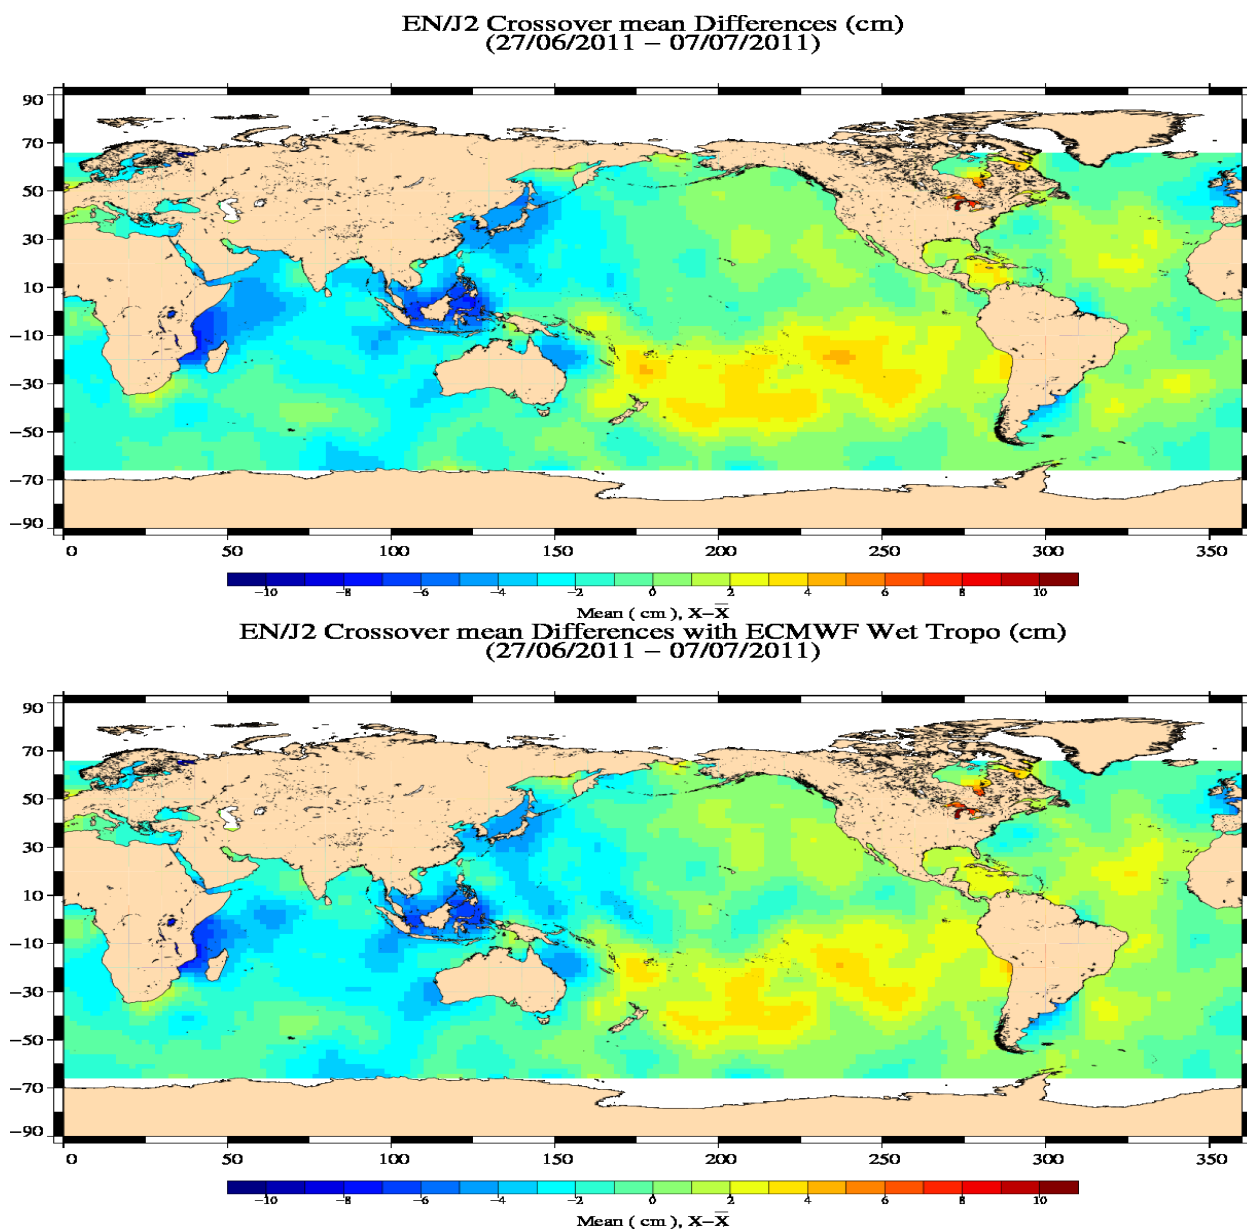 EN/J2 Crossover mean Differences (cm)
(27/06/2011 – 07/07/2011)
90
70
50
30
10
−10
−30
−50
−70
−90
0 50 100 150 200 250 300 350
−10 −8 −6 −4 −2 0 2 4 6 8 10
Mean ( cm ), X−X̅
EN/J2 Crossover mean Differences with ECMWF Wet Tropo (cm)
(27/06/2011 – 07/07/2011)
90
70
50
30
10
−10
−30
−50
−70
−90
0 50 100 150 200 250 300 350
−10 −8 −6 −4 −2 0 2 4 6 8 10
Mean ( cm ), X−X̅